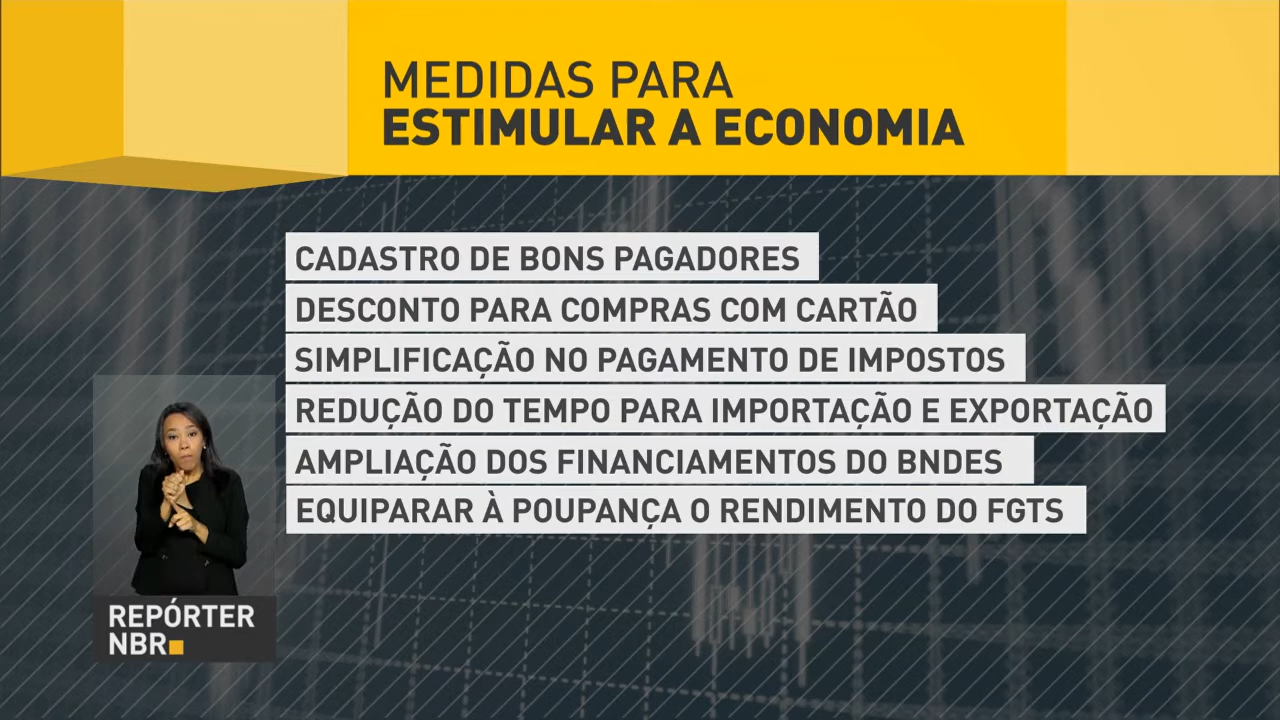 MEDIDAS PARA
ESTIMULAR A ECONOMIA
CADASTRO DE BONS PAGADORES
DESCONTO PARA COMPRAS COM CARTÃO
SIMPLIFICAÇÃO NO PAGAMENTO DE IMPOSTOS
REDUÇÃO DO TEMPO PARA IMPORTAÇÃO E EXPORTAÇÃO
AMPLIAÇÃO DOS FINANCIAMENTOS DO BNDES
EQUIPARAR À POUPANÇA O RENDIMENTO DO FGTS
REPÓRTER
NBR